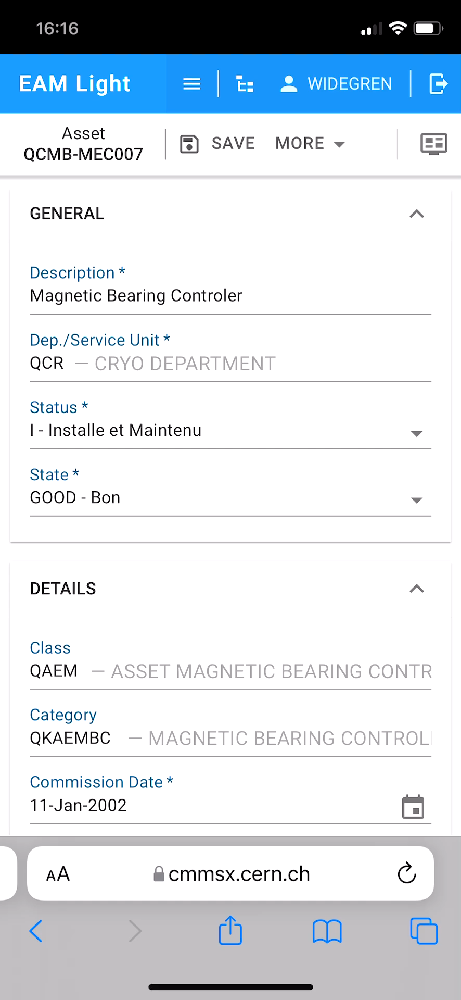 16:16
EAM Light WIDEGREN
Asset
QCMB-MEC007
SAVE MORE
GENERAL
Description *
Magnetic Bearing Controler
Dep./Service Unit *
QCR — CRYO DEPARTMENT
Status *
I - Installe et Maintenu
State *
GOOD - Bon
DETAILS
Class
QAEM — ASSET MAGNETIC BEARING CONTR
Category
QKAEMBC — MAGNETIC BEARING CONTROL
Commission Date *
11-Jan-2002
AA cmmsx.cern.ch